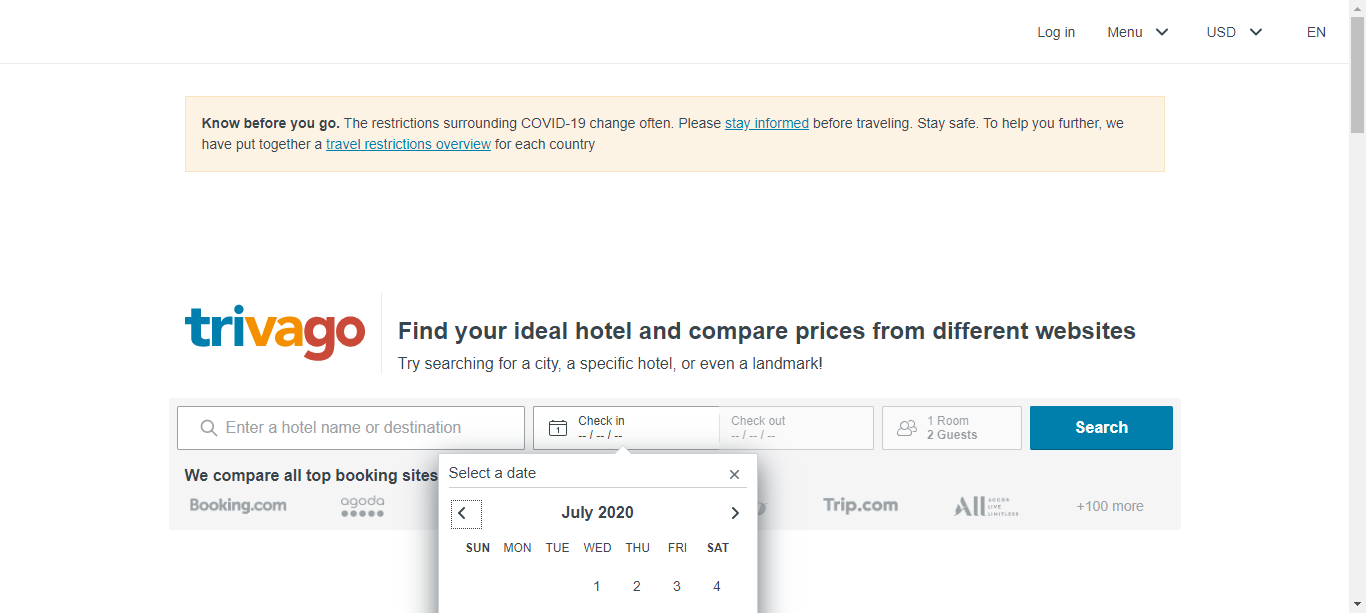 Log in Menu USD EN
Know before you go. The restrictions surrounding COVID-19 change often. Please stay informed before traveling. Stay safe. To help you further, we
have put together a travel restrictions overview for each country
trivago
Find your ideal hotel and compare prices from different websites
Try searching for a city, a specific hotel, or even a landmark!
Enter a hotel name or destination
1
Check in
-- / -- / --
Check out
-- / -- / --
1 Room
2 Guests
Search
We compare all top booking sites
Booking.com agoda Trip.com ALL ACCOR LIVE LIMITLESS +100 more
Select a date
July 2020
SUN MON TUE WED THU FRI SAT
1 2 3 4